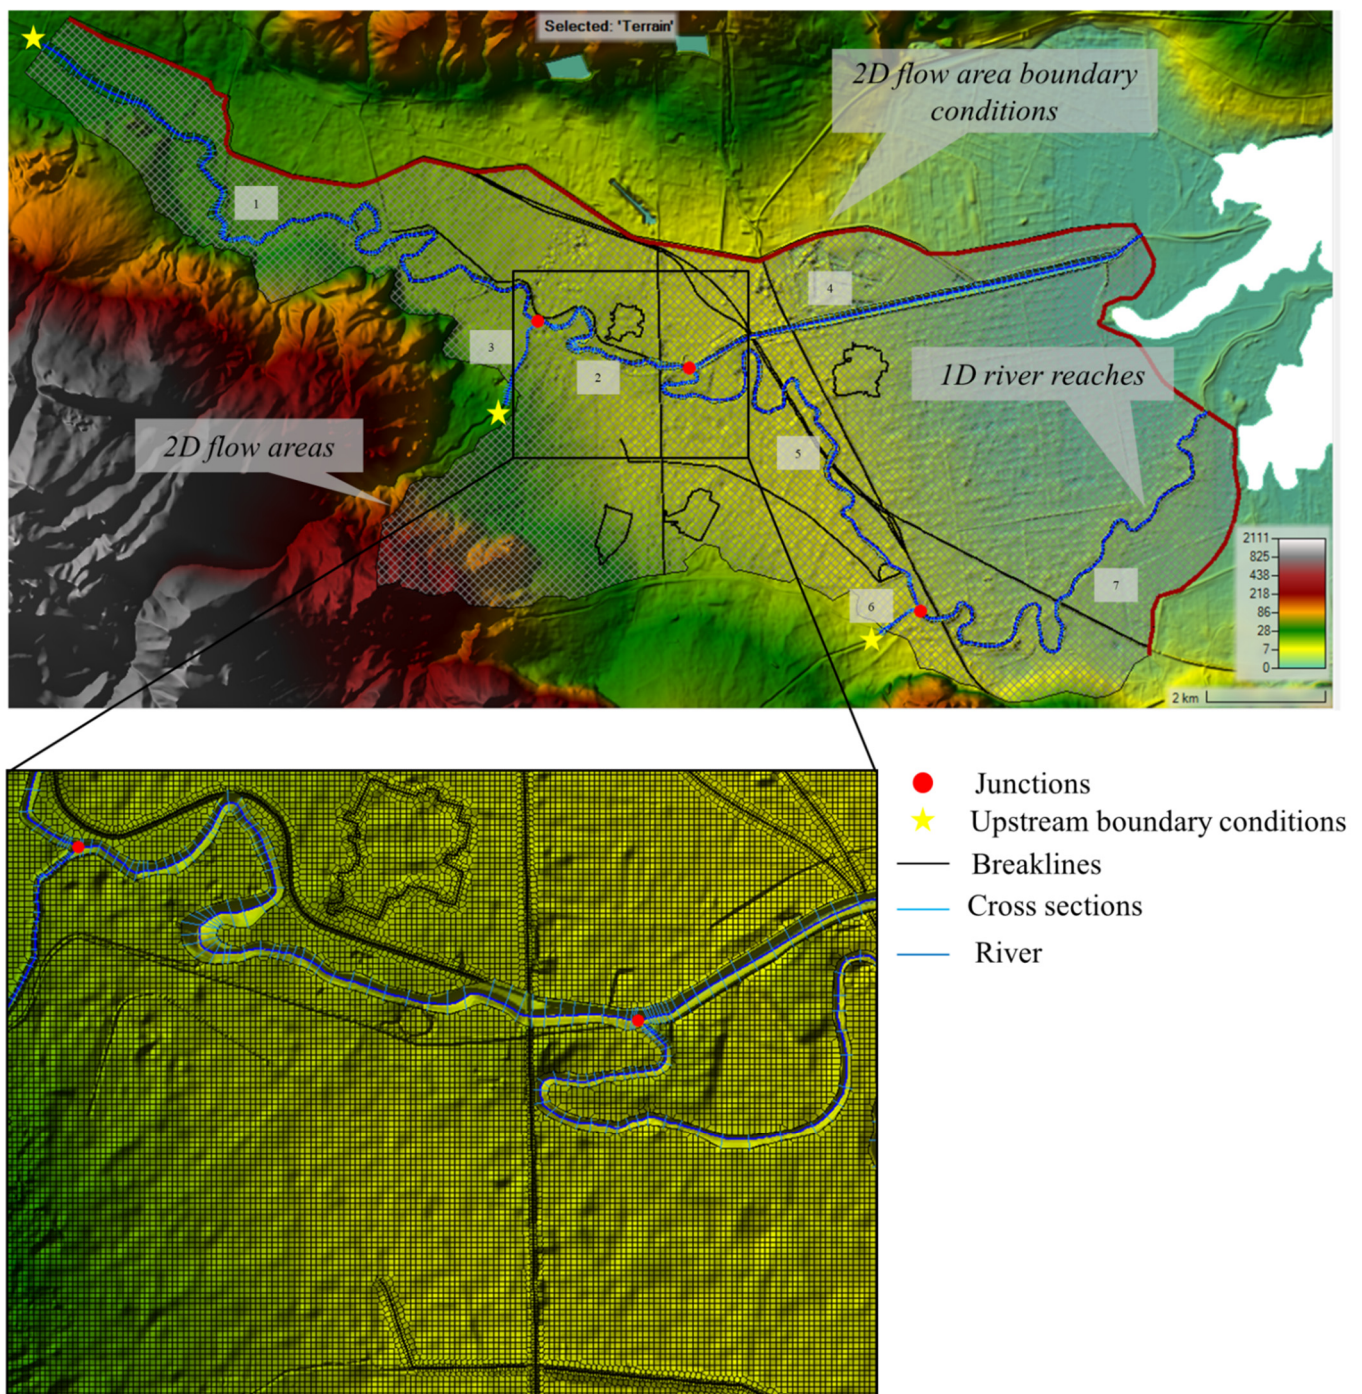 Selected: 'Terrain'
2D flow area boundary
conditions
1
4
3
2
1D river reaches
2D flow areas
5
2111
825
438
218
86
28
7
0
7
6
2 km
Junctions
Upstream boundary conditions
Breaklines
Cross sections
River